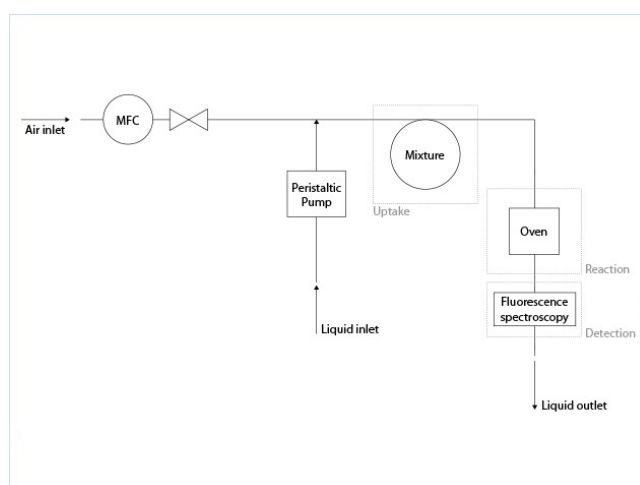 MFC
Air inlet
Mixture
Peristaltic
Pump
Uptake
Oven
Reaction
Fluorescence
spectroscopy
Liquid inlet
Detection
Liquid outlet